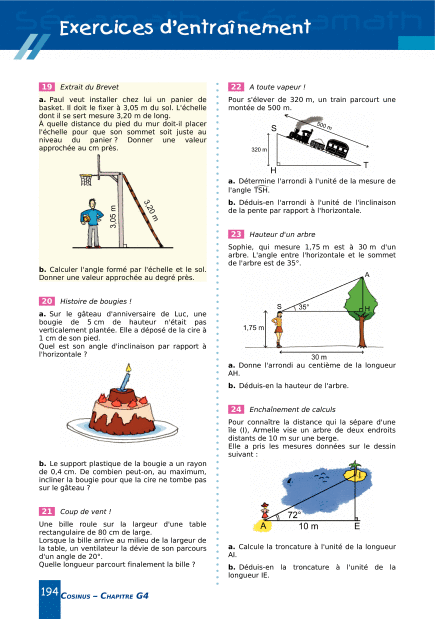 Exercices d'entraînement
19 Extrait du Brevet
a. Paul veut installer chez lui un panier de
basket. Il doit le fixer à 3,05 m du sol. L'échelle
dont il se sert mesure 3,20 m de long.
À quelle distance du pied du mur doit-il placer
l'échelle pour que son sommet soit juste au
niveau du panier ? Donner une valeur
approchée au cm près.
3,05 m
3,20 m
b. Calculer l'angle formé par l'échelle et le sol.
Donner une valeur approchée au degré près.
20 Histoire de bougies !
a. Sur le gâteau d'anniversaire de Luc, une
bougie de 5 cm de hauteur n'était pas
verticalement plantée. Elle a déposé de la cire à
1 cm de son pied.
Quel est son angle d'inclinaison par rapport à
l'horizontale ?
b. Le support plastique de la bougie a un rayon
de 0,4 cm. De combien peut-on, au maximum,
incliner la bougie pour que la cire ne tombe pas
sur le gâteau ?
21 Coup de vent !
Une bille roule sur la largeur d'une table
rectangulaire de 80 cm de large.
Lorsque la bille arrive au milieu de la largeur de
la table, un ventilateur la dévie de son parcours
d'un angle de 20°.
Quelle longueur parcourt finalement la bille ?
22 A toute vapeur !
Pour s'élever de 320 m, un train parcourt une
montée de 500 m.
S
500 m
320 m
H
T
a. Détermine l'arrondi à l'unité de la mesure de
l'angle TSH.
b. Déduis-en l'arrondi à l'unité de l'inclinaison
de la pente par rapport à l'horizontale.
23 Hauteur d'un arbre
Sophie, qui mesure 1,75 m est à 30 m d'un
arbre. L'angle entre l'horizontale et le sommet
de l'arbre est de 35°.
A
S
35°
H
1,75 m
30 m
a. Donne l'arrondi au centième de la longueur
AH.
b. Déduis-en la hauteur de l'arbre.
24 Enchaînement de calculs
Pour connaître la distance qui la sépare d'une
île (I), Armelle vise un arbre de deux endroits
distants de 10 m sur une berge.
Elle a pris les mesures données sur le dessin
suivant :
I
72°
A
10 m
E
a. Calcule la troncature à l'unité de la longueur
AI.
b. Déduis-en la troncature à l'unité de la
longueur IE.
194 Cosinus – Chapitre G4